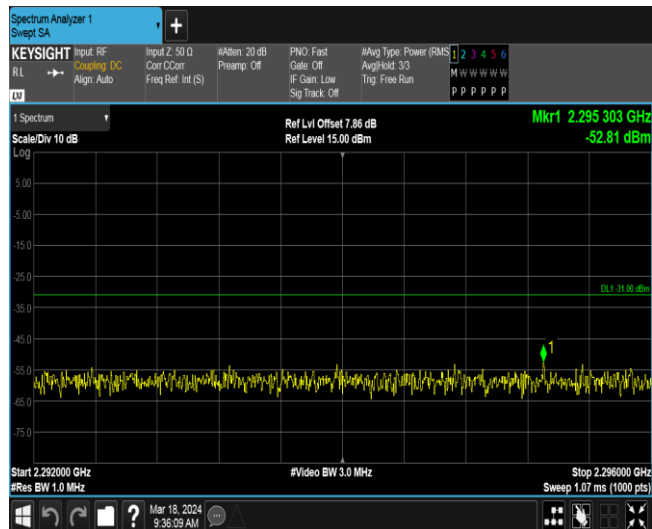 Spectrum Analyzer 1
Swept SA
+
KEYSIGHT
RL
LXI
Input: RF
Coupling: DC
Align: Auto
Input Z: 50 Ω
Corr CCorr
Freq Ref: Int (S)
#Atten: 20 dB
Preamp: Off
PNO: Fast
Gate: Off
IF Gain: Low
Sig Track: Off
#Avg Type: Power (RMS
Avg|Hold: 3/3
Trig: Free Run
1 2 3 4 5 6
M W W W W W
P P P P P P
1 Spectrum
Scale/Div 10 dB
Log
Ref Lvl Offset 7.86 dB
Ref Level 15.00 dBm
Mkr1 2.295 303 GHz
-52.81 dBm
5.00
-5.00
-15.0
-25.0
DL1 -31.00 dBm
-35.0
-45.0
1
-55.0
-65.0
-75.0
Start 2.292000 GHz
#Res BW 1.0 MHz
#Video BW 3.0 MHz
Stop 2.296000 GHz
Sweep 1.07 ms (1000 pts)
?
Mar 18, 2024
9:36:09 AM